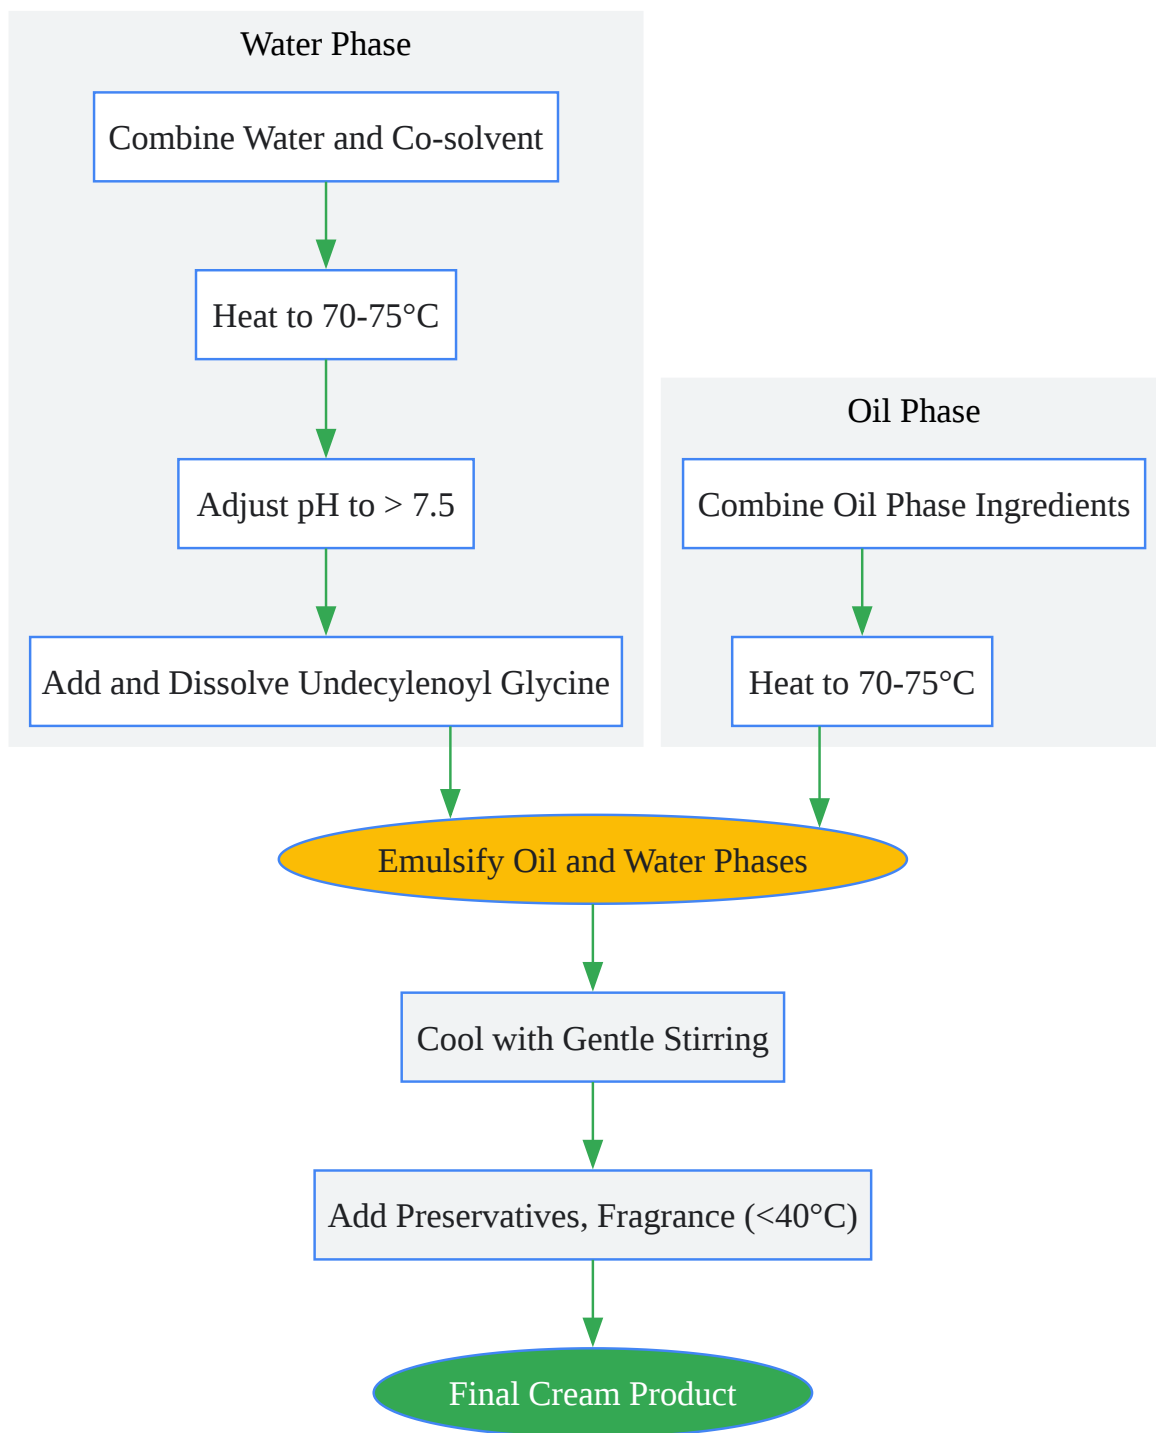 Water Phase
Combine Water and Co-solvent
Heat to 70-75°C
Adjust pH to > 7.5
Add and Dissolve Undecylenoyl Glycine
Oil Phase
Combine Oil Phase Ingredients
Heat to 70-75°C
Emulsify Oil and Water Phases
Cool with Gentle Stirring
Add Preservatives, Fragrance (<40°C)
Final Cream Product